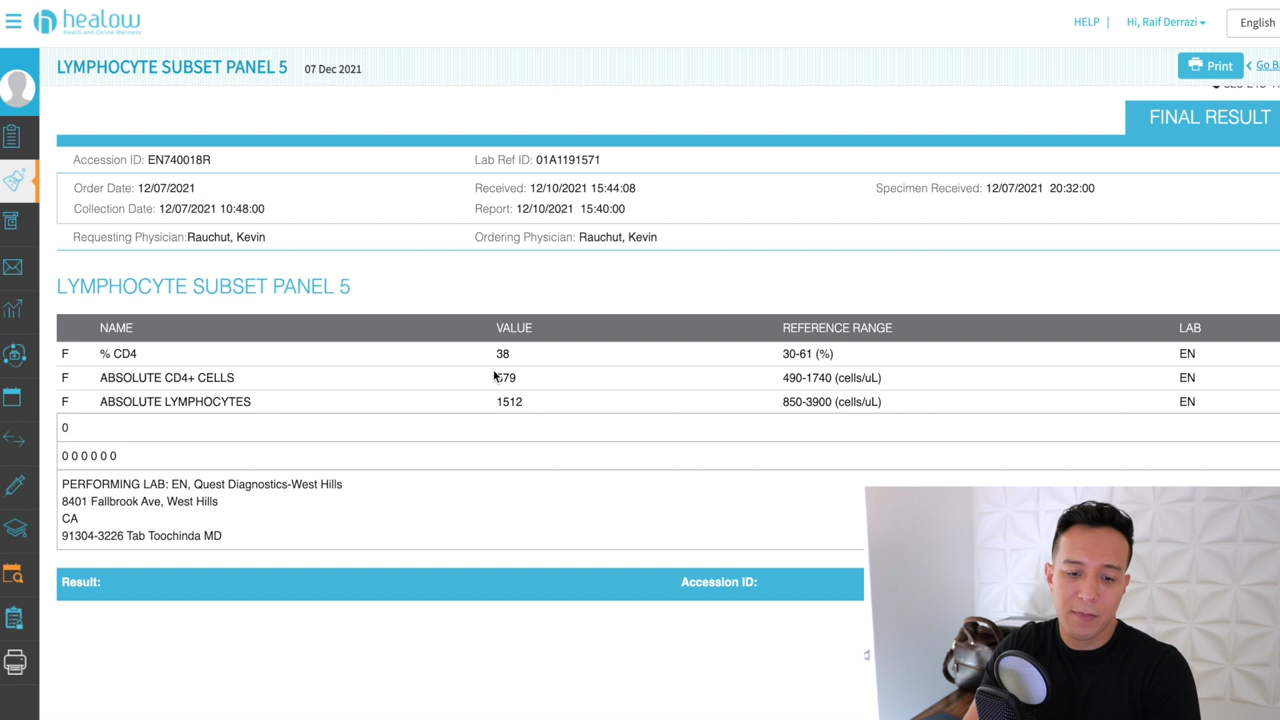 healow
Health and Online Wellness
HELP | Hi, Raif Derrazi
English
LYMPHOCYTE SUBSET PANEL 5 07 Dec 2021
Print
Go B
FINAL RESULT
Accession ID: EN740018R Lab Ref ID: 01A1191571
Order Date: 12/07/2021 Received: 12/10/2021 15:44:08 Specimen Received: 12/07/2021 20:32:00
Collection Date: 12/07/2021 10:48:00 Report: 12/10/2021 15:40:00
Requesting Physician:Rauchut, Kevin Ordering Physician: Rauchut, Kevin
LYMPHOCYTE SUBSET PANEL 5
NAME VALUE REFERENCE RANGE LAB
F % CD4 38 30-61 (%) EN
F ABSOLUTE CD4+ CELLS 490-1740 (cells/uL) EN
F ABSOLUTE LYMPHOCYTES 1512 850-3900 (cells/uL) EN
0
0 0 0 0 0 0
PERFORMING LAB: EN, Quest Diagnostics-West Hills
8401 Fallbrook Ave, West Hills
CA
91304-3226 Tab Toochinda MD
Result: Accession ID: